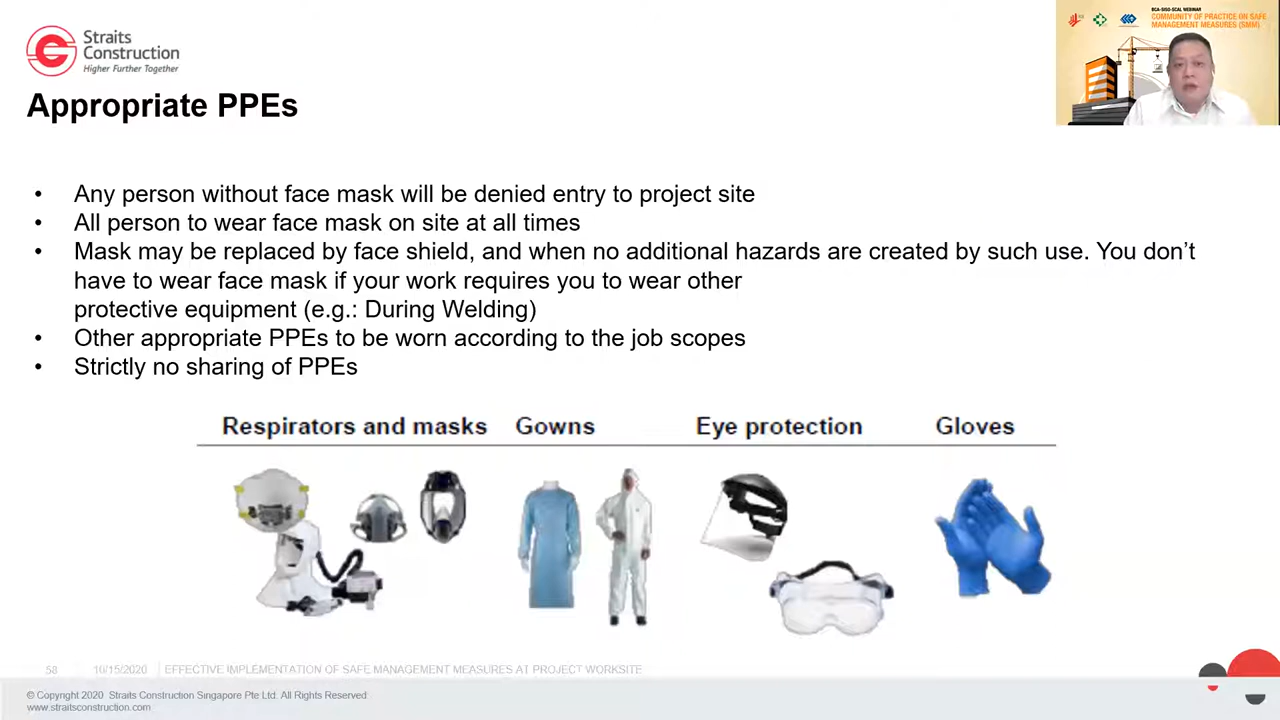 Straits
Construction
Higher Further Together
BCA-SISO-SCAL WEBINAR
COMMUNITY OF PRACTICE ON SAFE
MANAGEMENT MEASURES (SMM)
Appropriate PPEs
• Any person without face mask will be denied entry to project site
• All person to wear face mask on site at all times
• Mask may be replaced by face shield, and when no additional hazards are created by such use. You don’t
have to wear face mask if your work requires you to wear other
protective equipment (e.g.: During Welding)
• Other appropriate PPEs to be worn according to the job scopes
• Strictly no sharing of PPEs
Respirators and masks Gowns Eye protection Gloves
58 10/15/2020 EFFECTIVE IMPLEMENTATION OF SAFE MANAGEMENT MEASURES AT PROJECT WORKSITE
© Copyright 2020 Straits Construction Singapore Pte Ltd. All Rights Reserved
www.straitsconstruction.com